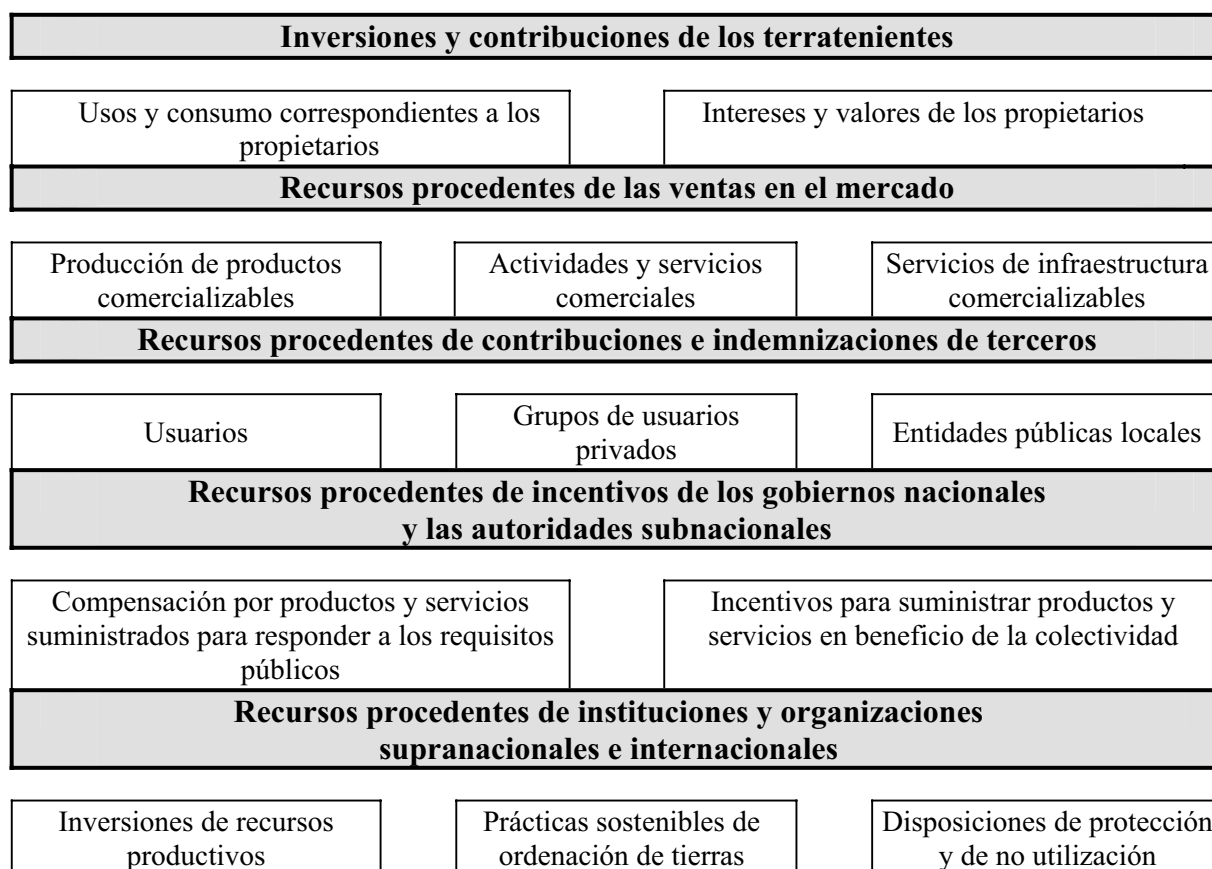 Inversiones y contribuciones de los terratenientes
Usos y consumo correspondientes a los
propietarios
Intereses y valores de los propietarios
Recursos procedentes de las ventas en el mercado
Producción de productos
comercializables
Actividades y servicios
comerciales
Servicios de infraestructura
comercializables
Recursos procedentes de contribuciones e indemnizaciones de terceros
Usuarios
Grupos de usuarios
privados
Entidades públicas locales
Recursos procedentes de incentivos de los gobiernos nacionales
y las autoridades subnacionales
Compensación por productos y servicios
suministrados para responder a los requisitos
públicos
Incentivos para suministrar productos y
servicios en beneficio de la colectividad
Recursos procedentes de instituciones y organizaciones
supranacionales e internacionales
Inversiones de recursos
productivos
Prácticas sostenibles de
ordenación de tierras
Disposiciones de protección
y de no utilización